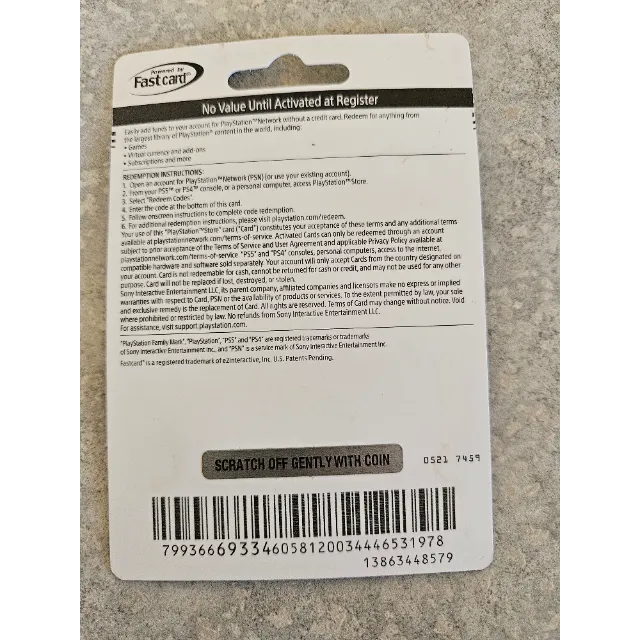 Powered by
Fastcard
No Value Until Activated at Register
Easily add funds to your account for PlayStation™Network without a credit card. Redeem for anything from
the largest library of PlayStation® content in the world, including:
• Games
• Virtual currency and add-ons
• Subscriptions and more
REDEMPTION INSTRUCTIONS:
1. Open an account for PlayStation™Network (PSN) (or use your existing account).
2. From your PS5™ or PS4™ console, or a personal computer, access PlayStation™Store.
3. Select "Redeem Codes".
4. Enter the code at the bottom of this card.
5. Follow onscreen instructions to complete code redemption.
6. For additional redemption instructions, please visit playstation.com/redeem.
Your use of this "PlayStation™Store" card ("Card") constitutes your acceptance of these terms and any additional terms
available at playstationnetwork.com/terms-of-service. Activated Cards can only be redeemed through an account
subject to prior acceptance of the Terms of Service and User Agreement and applicable Privacy Policy available at
playstationnetwork.com/terms-of-service "PS5" and "PS4" consoles, personal computers, access to the internet,
compatible hardware and software sold separately. Your account will only accept Cards from the country designated on
your account. Card is not redeemable for cash, cannot be returned for cash or credit, and may not be used for any other
purpose. Card will not be replaced if lost, destroyed, or stolen.
Sony Interactive Entertainment LLC, its parent company, affiliated companies and licensors make no express or implied
warranties with respect to Card, PSN or the availability of products or services. To the extent permitted by law, your sole
and exclusive remedy is the replacement of Card. All rights are reserved. Terms of Card may change without notice. Void
where prohibited or restricted by law. No refunds from Sony Interactive Entertainment LLC.
For assistance, visit support.playstation.com.
"PlayStation Family Mark", "PlayStation", "PS5" and "PS4" are registered trademarks or trademarks
of Sony Interactive Entertainment Inc., and "PSN" is a service mark of Sony Interactive Entertainment Inc.
Fastcard® is a registered trademark of e2interactive, Inc. U.S. Patents Pending.
SCRATCH OFF GENTLY WITH COIN
0521 7459
799366693346058120034446531978
13863448579